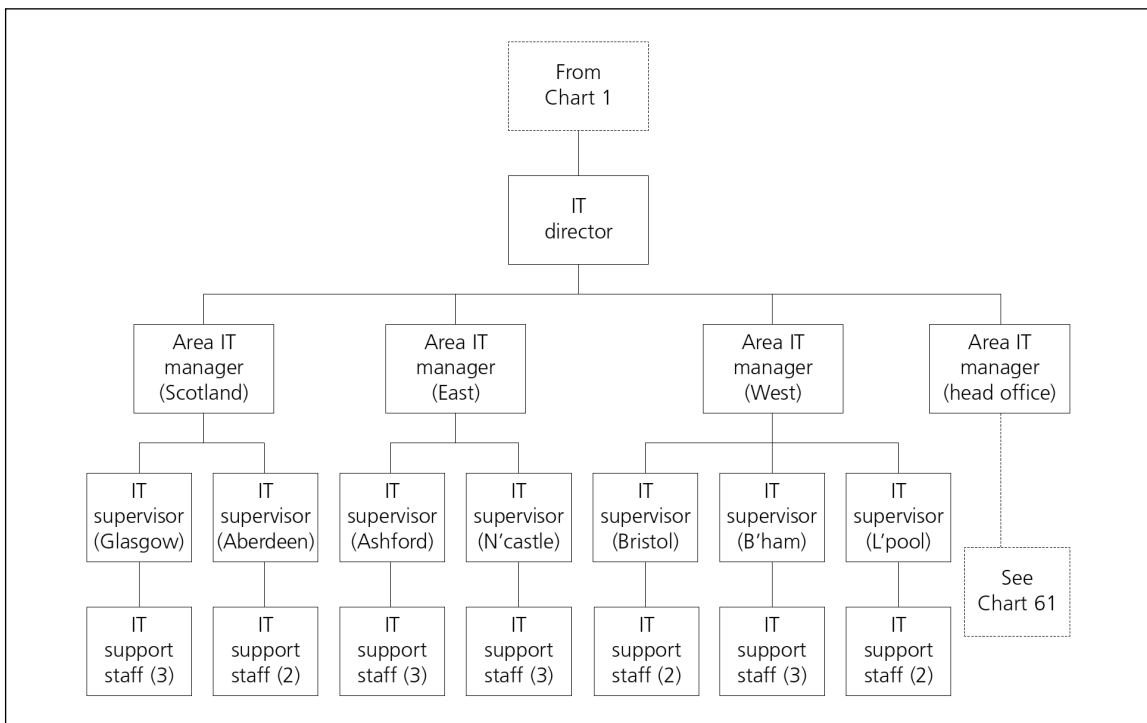 From
Chart 1
IT
director
Area IT
manager
(Scotland)
Area IT
manager
(East)
Area IT
manager
(West)
Area IT
manager
(head office)
IT
supervisor
(Glasgow)
IT
supervisor
(Aberdeen)
IT
supervisor
(Ashford)
IT
supervisor
(N’castle)
IT
supervisor
(Bristol)
IT
supervisor
(B’ham)
IT
supervisor
(L’pool)
See
Chart 61
IT
support
staff (3)
IT
support
staff (2)
IT
support
staff (3)
IT
support
staff (3)
IT
support
staff (2)
IT
support
staff (3)
IT
support
staff (2)